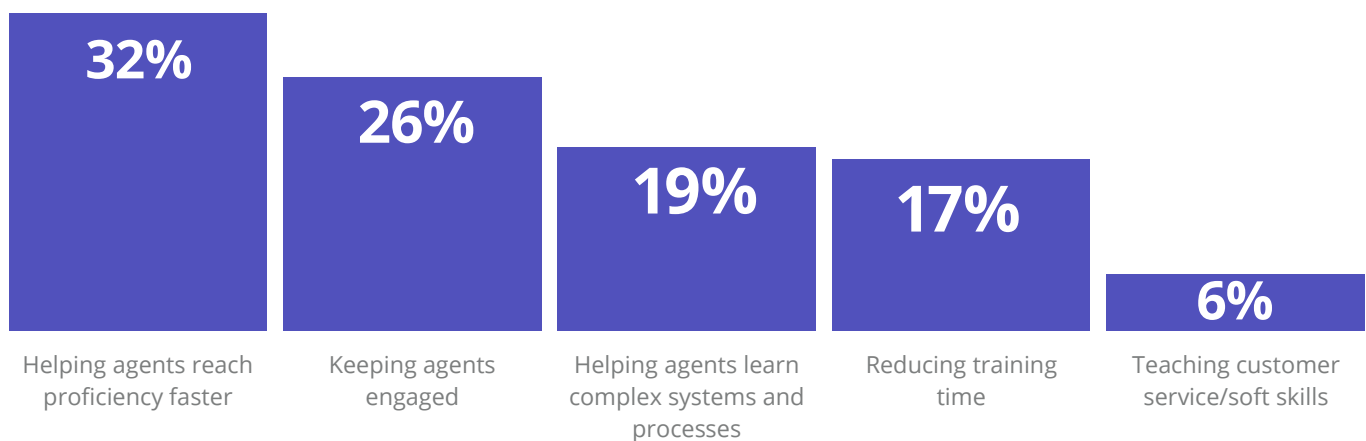 32%
26%
19%
17%
6%
Helping agents reach
proficiency faster
Keeping agents
engaged
Helping agents learn
complex systems and
processes
Reducing training
time
Teaching customer
service/soft skills